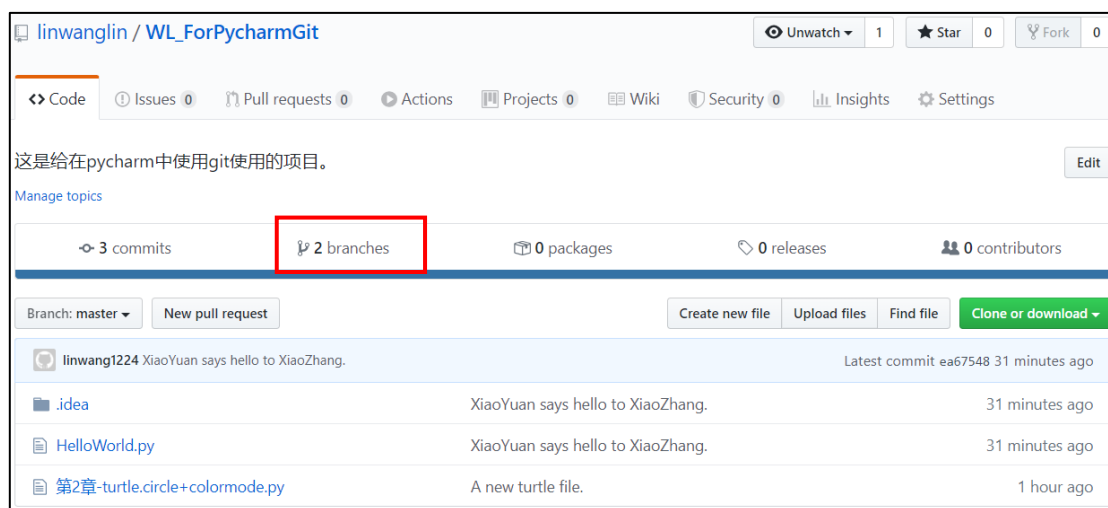 linwanglin / WL_ForPycharmGit Unwatch 1 Star 0 Fork 0
Code Issues 0 Pull requests 0 Actions Projects 0 Wiki Security 0 Insights Settings
这是给在pycharm中使用git使用的项目。 Edit
Manage topics
3 commits 2 branches 0 packages 0 releases 0 contributors
Branch: master New pull request Create new file Upload files Find file Clone or download
linwang1224 XiaoYuan says hello to XiaoZhang. Latest commit ea67548 31 minutes ago
.idea XiaoYuan says hello to XiaoZhang. 31 minutes ago
HelloWorld.py XiaoYuan says hello to XiaoZhang. 31 minutes ago
第2章-turtle.circle+colormode.py A new turtle file. 1 hour ago